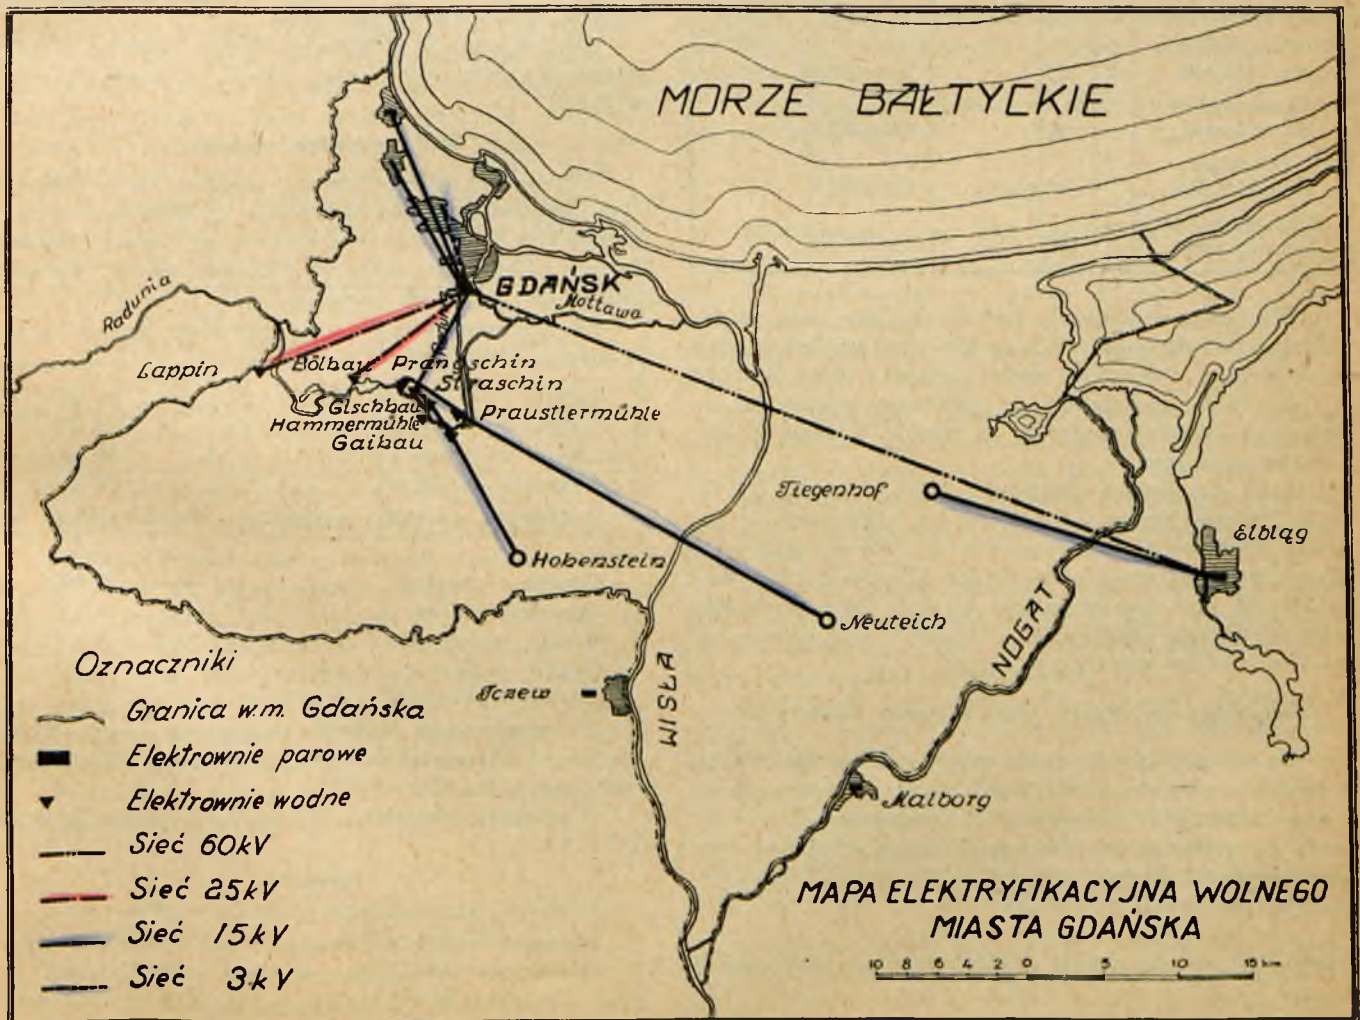 MORZE BAŁTYCKIE
Radunia
GDAŃSK
Mottawa
Lappin
Bölbau Prangschin
Straschin
Gischbau
Praustlermühle
Hammermühle
Gaibau
Tiegenhof
Elbląg
Hohenstein
Neuteich
NOGAT
WISŁA
Tczew
Malborg
Oznaczniki
Granica w.m. Gdańska
Elektrownie parowe
Elektrownie wodne
Sieć 60kV
Sieć 25kV
Sieć 15kV
Sieć 3kV
MAPA ELEKTRYFIKACYJNA WOLNEGO
MIASTA GDAŃSKA
10 8 6 4 2 0 5 10 15 km